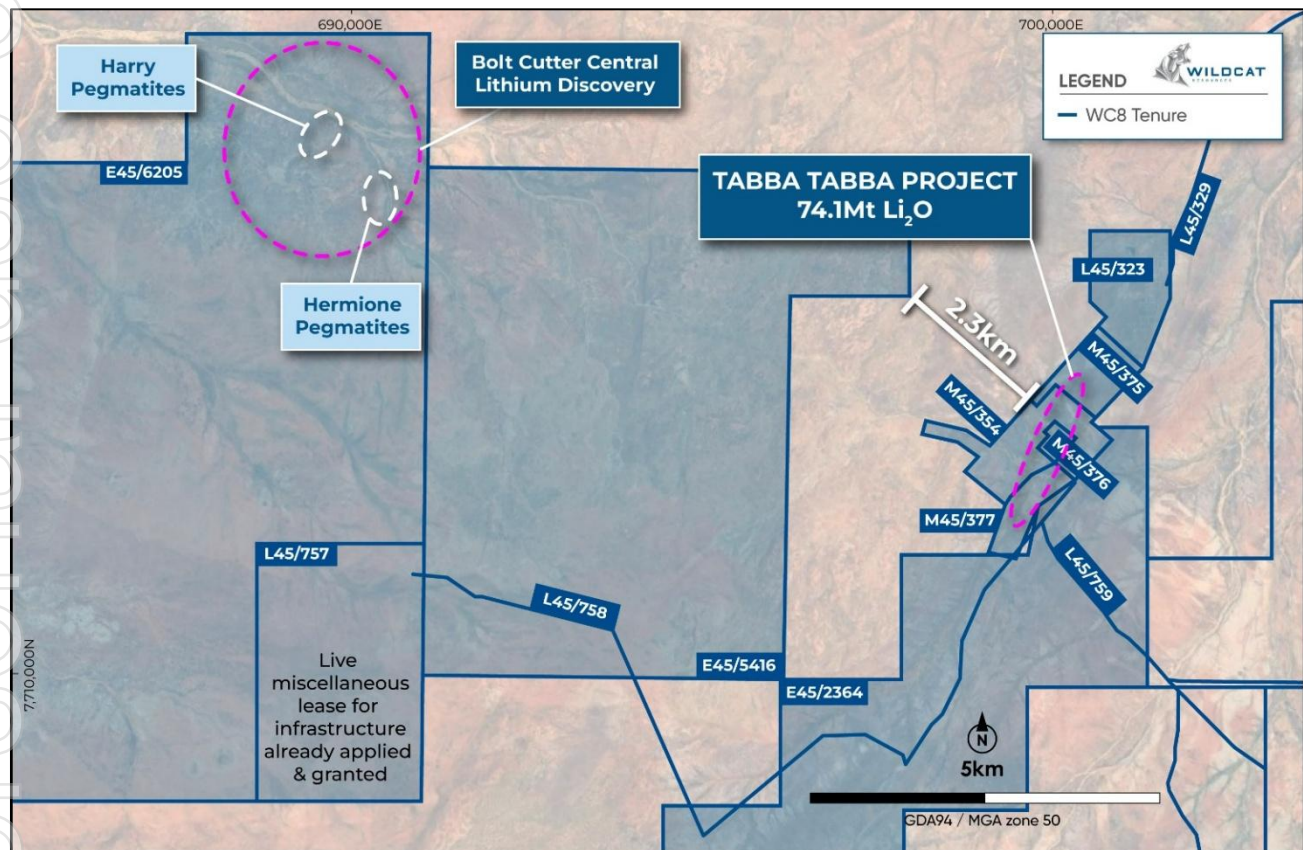 690,000E
700,000E
Harry
Pegmatites
Bolt Cutter Central
Lithium Discovery
LEGEND
WILDCAT
RESOURCES
WC8 Tenure
E45/6205
TABBA TABBA PROJECT
74.1Mt Li₂O
L45/329
L45/323
Hermione
Pegmatites
2.3km
M45/375
M45/354
M45/376
M45/377
L45/757
L45/758
L45/759
7,710,000N
Live
miscellaneous
lease for
infrastructure
already applied
& granted
E45/5416
E45/2364
N
5km
GDA94 / MGA zone 50